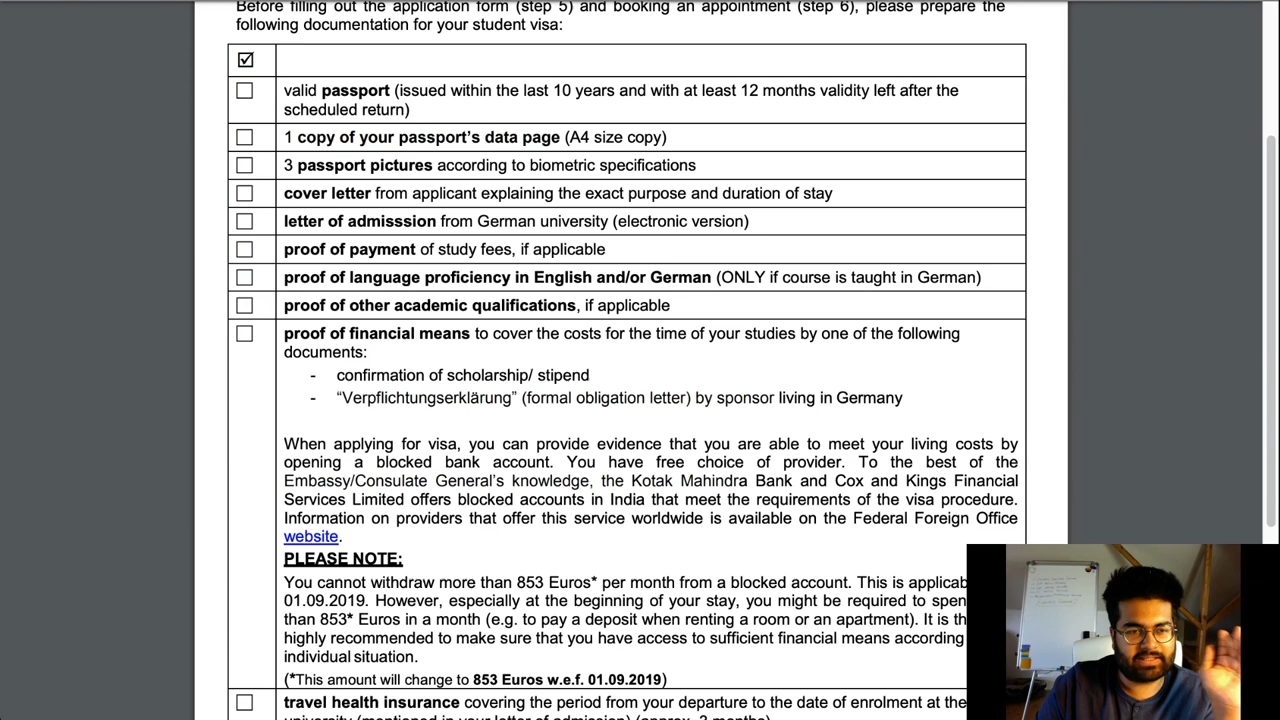 Before filling out the application form (step 5) and booking an appointment (step 6), please prepare the
following documentation for your student visa:
valid passport (issued within the last 10 years and with at least 12 months validity left after the
scheduled return)
1 copy of your passport’s data page (A4 size copy)
3 passport pictures according to biometric specifications
cover letter from applicant explaining the exact purpose and duration of stay
letter of admisssion from German university (electronic version)
proof of payment of study fees, if applicable
proof of language proficiency in English and/or German (ONLY if course is taught in German)
proof of other academic qualifications, if applicable
proof of financial means to cover the costs for the time of your studies by one of the following
documents:
- confirmation of scholarship/ stipend
- “Verpflichtungserklärung” (formal obligation letter) by sponsor living in Germany
When applying for visa, you can provide evidence that you are able to meet your living costs by
opening a blocked bank account. You have free choice of provider. To the best of the
Embassy/Consulate General’s knowledge, the Kotak Mahindra Bank and Cox and Kings Financial
Services Limited offers blocked accounts in India that meet the requirements of the visa procedure.
Information on providers that offer this service worldwide is available on the Federal Foreign Office
website.
PLEASE NOTE:
You cannot withdraw more than 853 Euros* per month from a blocked account. This is applicab
01.09.2019. However, especially at the beginning of your stay, you might be required to spen
than 853* Euros in a month (e.g. to pay a deposit when renting a room or an apartment). It is th
highly recommended to make sure that you have access to sufficient financial means according
individual situation.
(*This amount will change to 853 Euros w.e.f. 01.09.2019)
travel health insurance covering the period from your departure to the date of enrolment at the
university (mentioned in your letter of admission) (approx. 3 months)